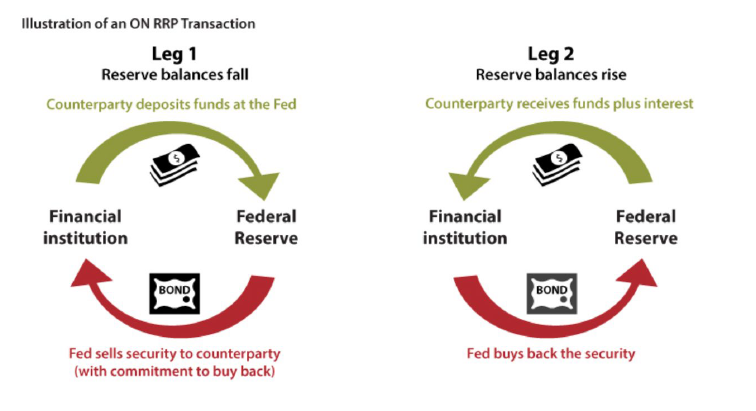 Illustration of an ON RRP Transaction
Leg 1
Reserve balances fall
Counterparty deposits funds at the Fed
$
Financial
institution
Federal
Reserve
BOND
Fed sells security to counterparty
(with commitment to buy back)
Leg 2
Reserve balances rise
Counterparty receives funds plus interest
$
Financial
institution
Federal
Reserve
BOND
Fed buys back the security